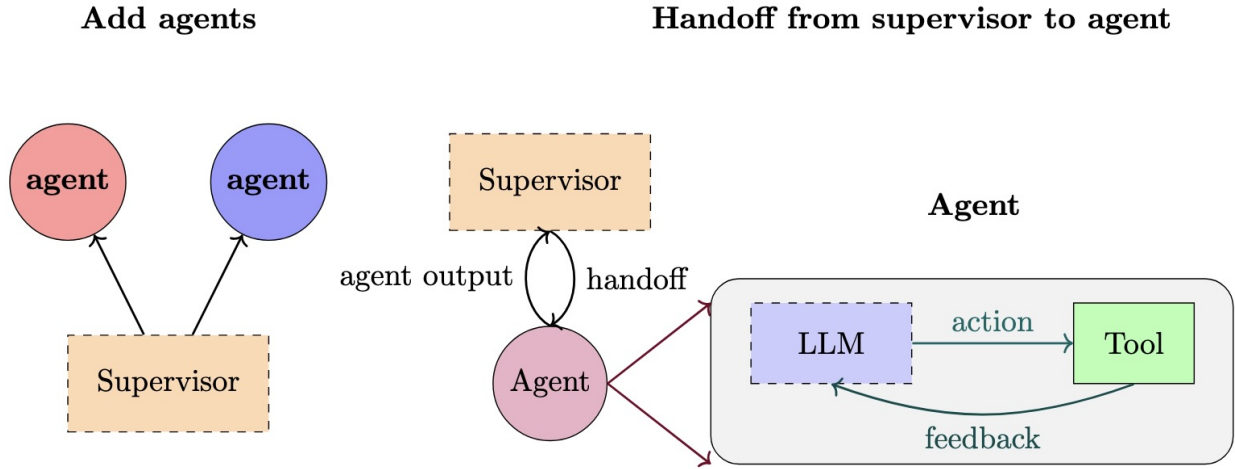 Add agents
Handoff from supervisor to agent
agent
agent
Supervisor
Supervisor
agent output
handoff
Agent
Agent
LLM
action
Tool
feedback